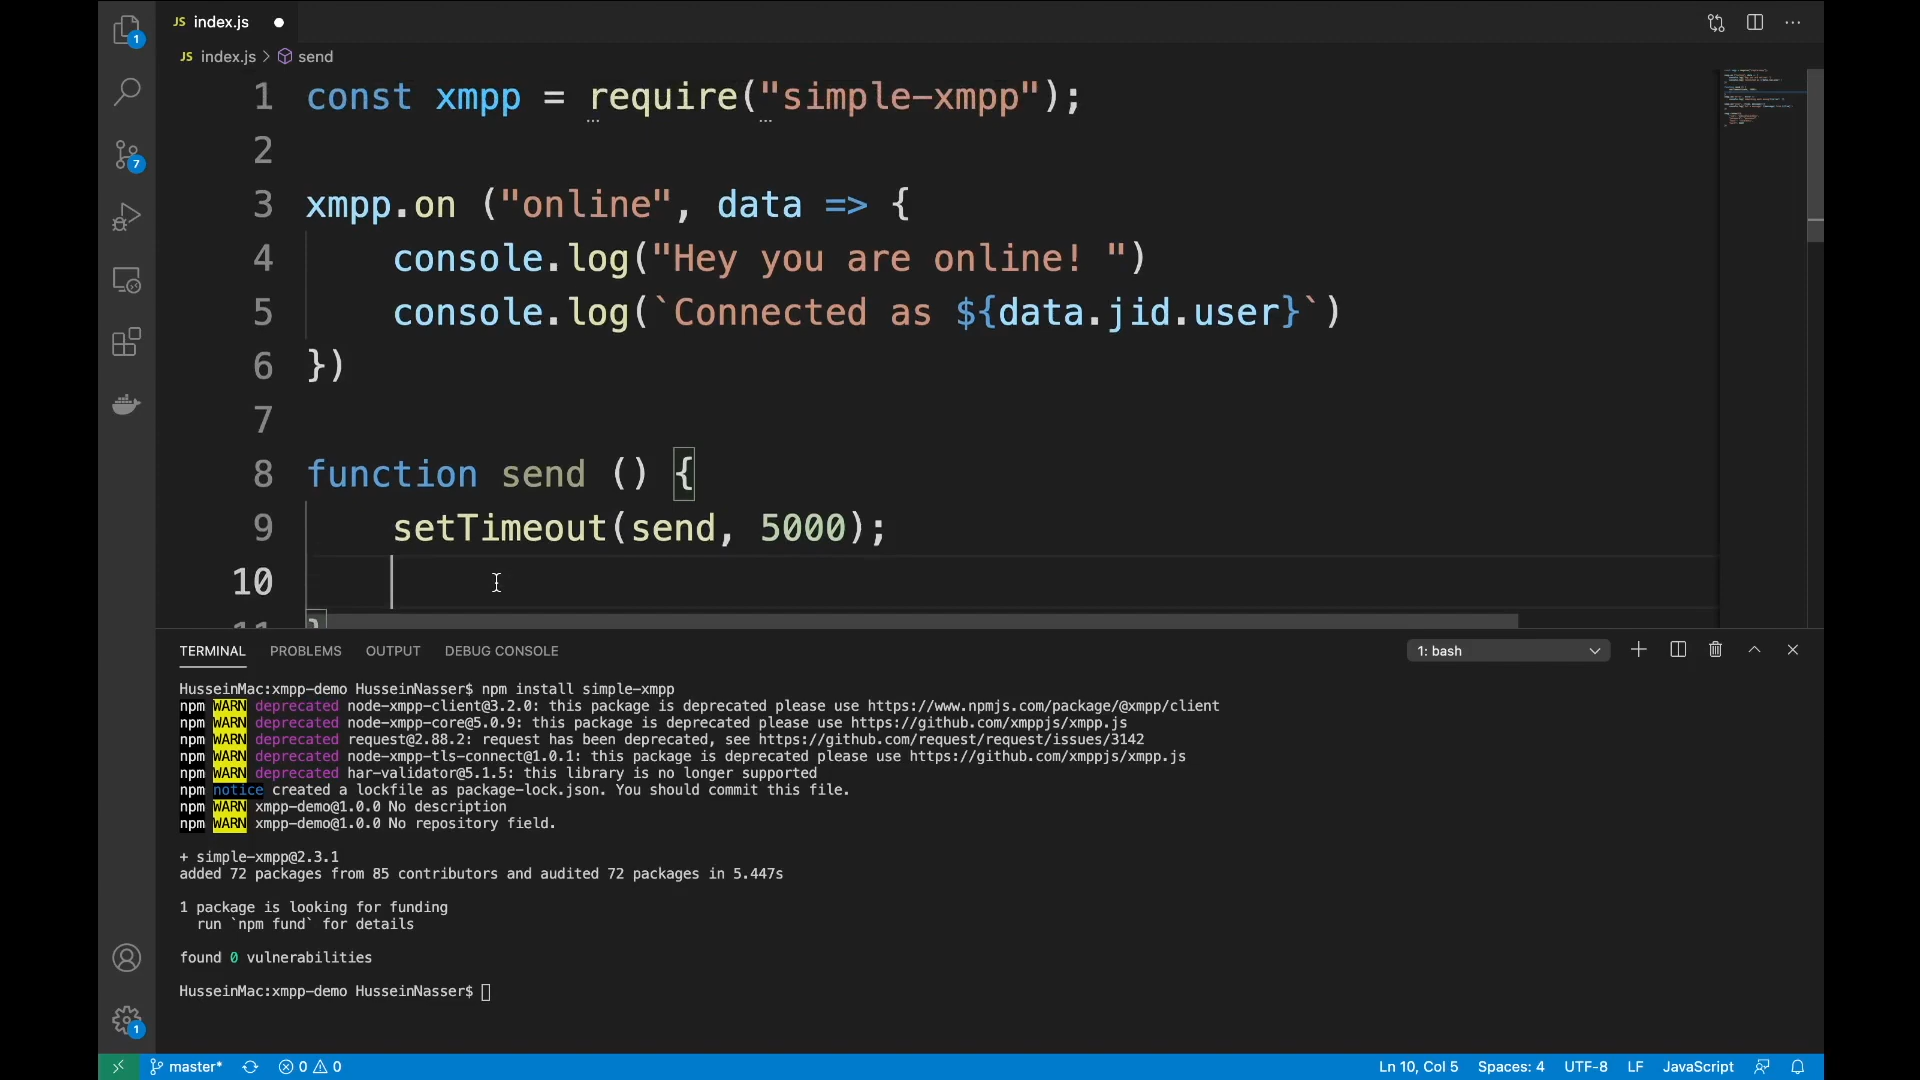 JS index.js
JS index.js > send
1 const xmpp = require("simple-xmpp");
2
3 xmpp.on ("online", data => {
4 console.log("Hey you are online! ")
5 console.log(`Connected as ${data.jid.user}`)
6 })
7
8 function send () {
9 setTimeout(send, 5000);
10
11 }
1
7
TERMINAL PROBLEMS OUTPUT DEBUG CONSOLE 1: bash
HusseinMac:xmpp-demo HusseinNasser$ npm install simple-xmpp
npm WARN deprecated node-xmpp-client@3.2.0: this package is deprecated please use https://www.npmjs.com/package/@xmpp/client
npm WARN deprecated node-xmpp-core@5.0.9: this package is deprecated please use https://github.com/xmppjs/xmpp.js
npm WARN deprecated request@2.88.2: request has been deprecated, see https://github.com/request/request/issues/3142
npm WARN deprecated node-xmpp-tls-connect@1.0.1: this package is deprecated please use https://github.com/xmppjs/xmpp.js
npm WARN deprecated har-validator@5.1.5: this library is no longer supported
npm notice created a lockfile as package-lock.json. You should commit this file.
npm WARN xmpp-demo@1.0.0 No description
npm WARN xmpp-demo@1.0.0 No repository field.
+ simple-xmpp@2.3.1
added 72 packages from 85 contributors and audited 72 packages in 5.447s
1 package is looking for funding
run `npm fund` for details
found 0 vulnerabilities
HusseinMac:xmpp-demo HusseinNasser$
1
master* 0 0 Ln 10, Col 5 Spaces: 4 UTF-8 LF JavaScript